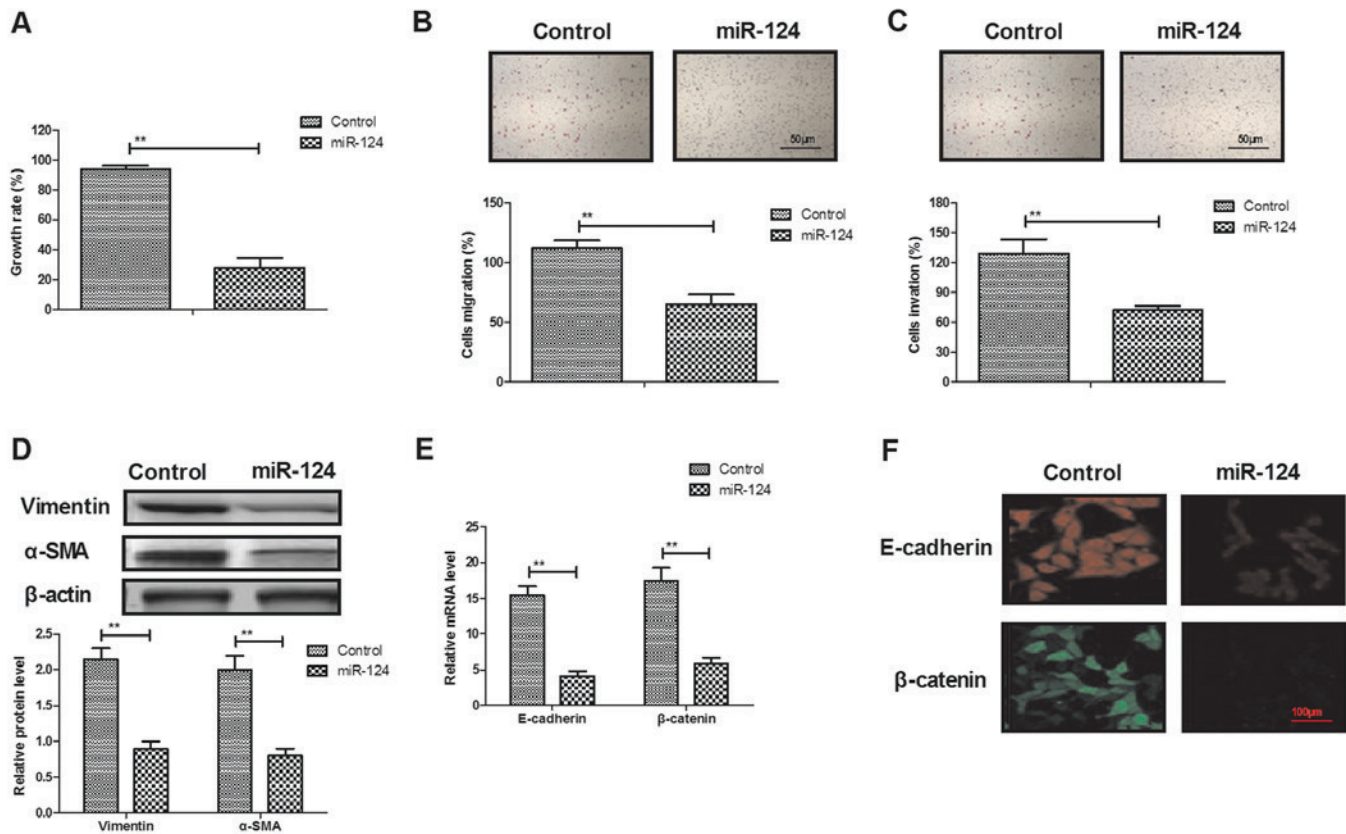 A
Control
miR-124
120
100
80
60
40
20
0
Growth rate (%)
**
B
Control miR-124
50μm
Control
miR-124
150
100
50
0
Cells migration (%)
**
C
Control miR-124
50μm
Control
miR-124
180
150
120
90
60
30
0
Cells invation (%)
**
D
Control miR-124
Vimentin
α-SMA
β-actin
Control
miR-124
2.5
2.0
1.5
1.0
0.5
0.0
Relative protein level
** **
Vimentin α-SMA
E
Control
miR-124
25
20
15
10
5
0
Relative mRNA level
** **
E-cadherin β-catenin
F
Control miR-124
E-cadherin
β-catenin
100μm